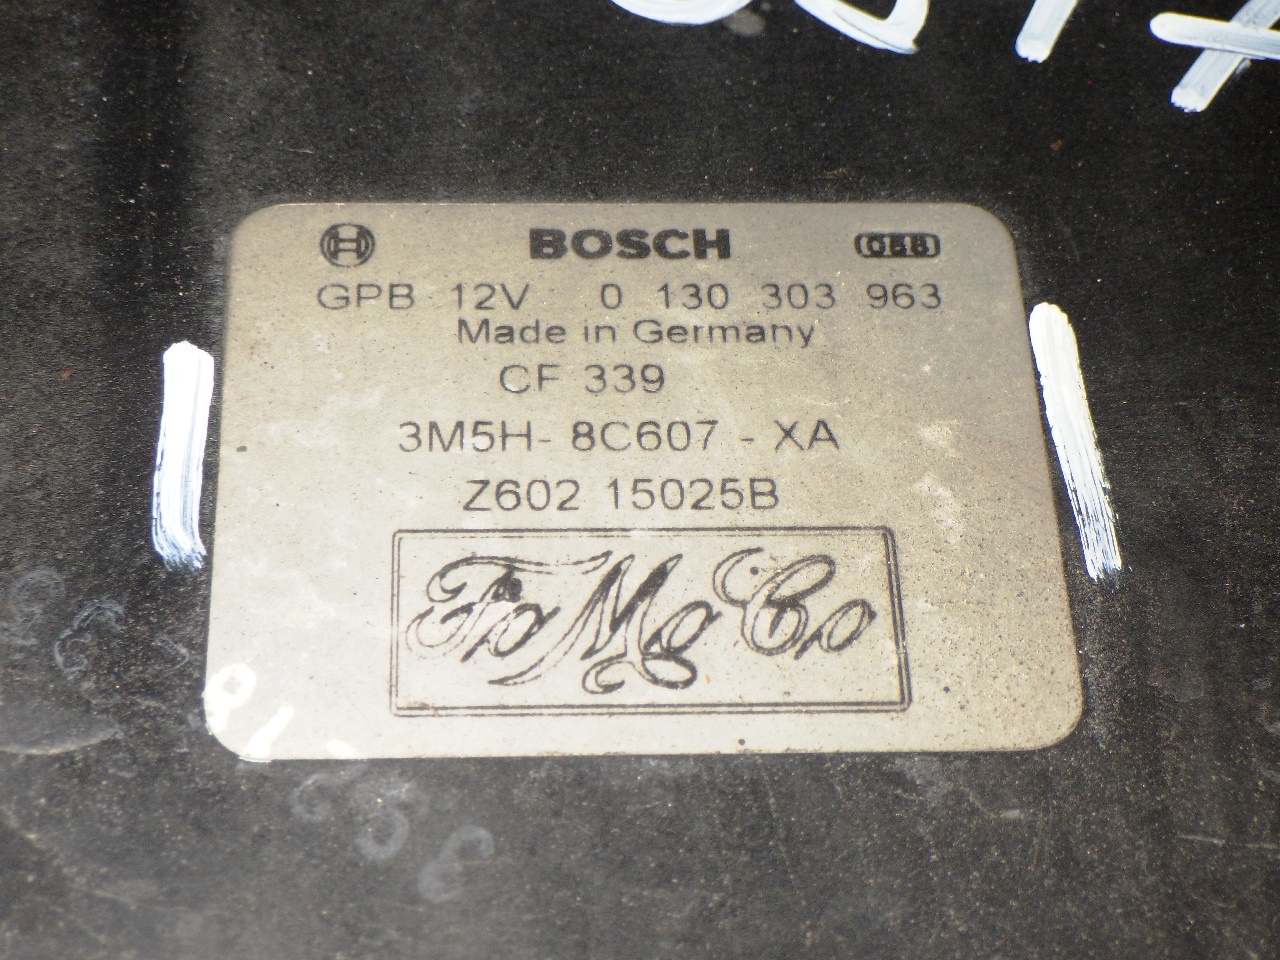 BOSCH
GPB 12V 0 130 303 963
Made in Germany
CF 339
3M5H- 8C607 - XA
Z602 15025B
FoMoCo